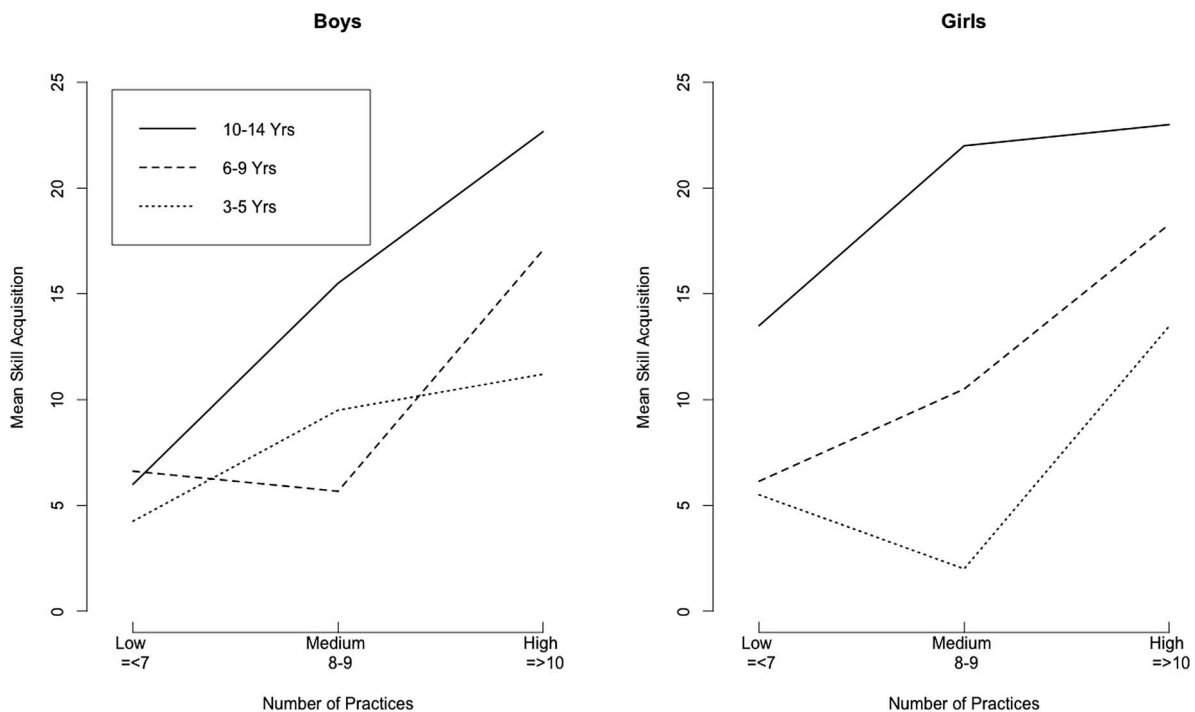 Boys
25
20
15
10
5
0
Mean Skill Acquisition
10-14 Yrs
6-9 Yrs
3-5 Yrs
Low
=<7
Medium
8-9
High
=>10
Number of Practices
Girls
25
20
15
10
5
0
Mean Skill Acquisition
Low
=<7
Medium
8-9
High
=>10
Number of Practices